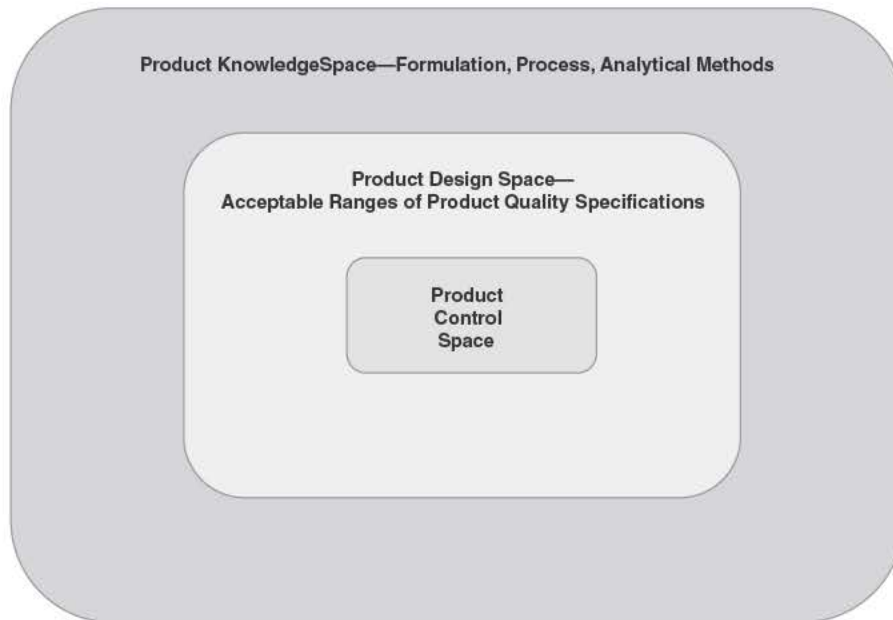 Product KnowledgeSpace—Formulation, Process, Analytical Methods
Product Design Space—
Acceptable Ranges of Product Quality Specifications
Product
Control
Space